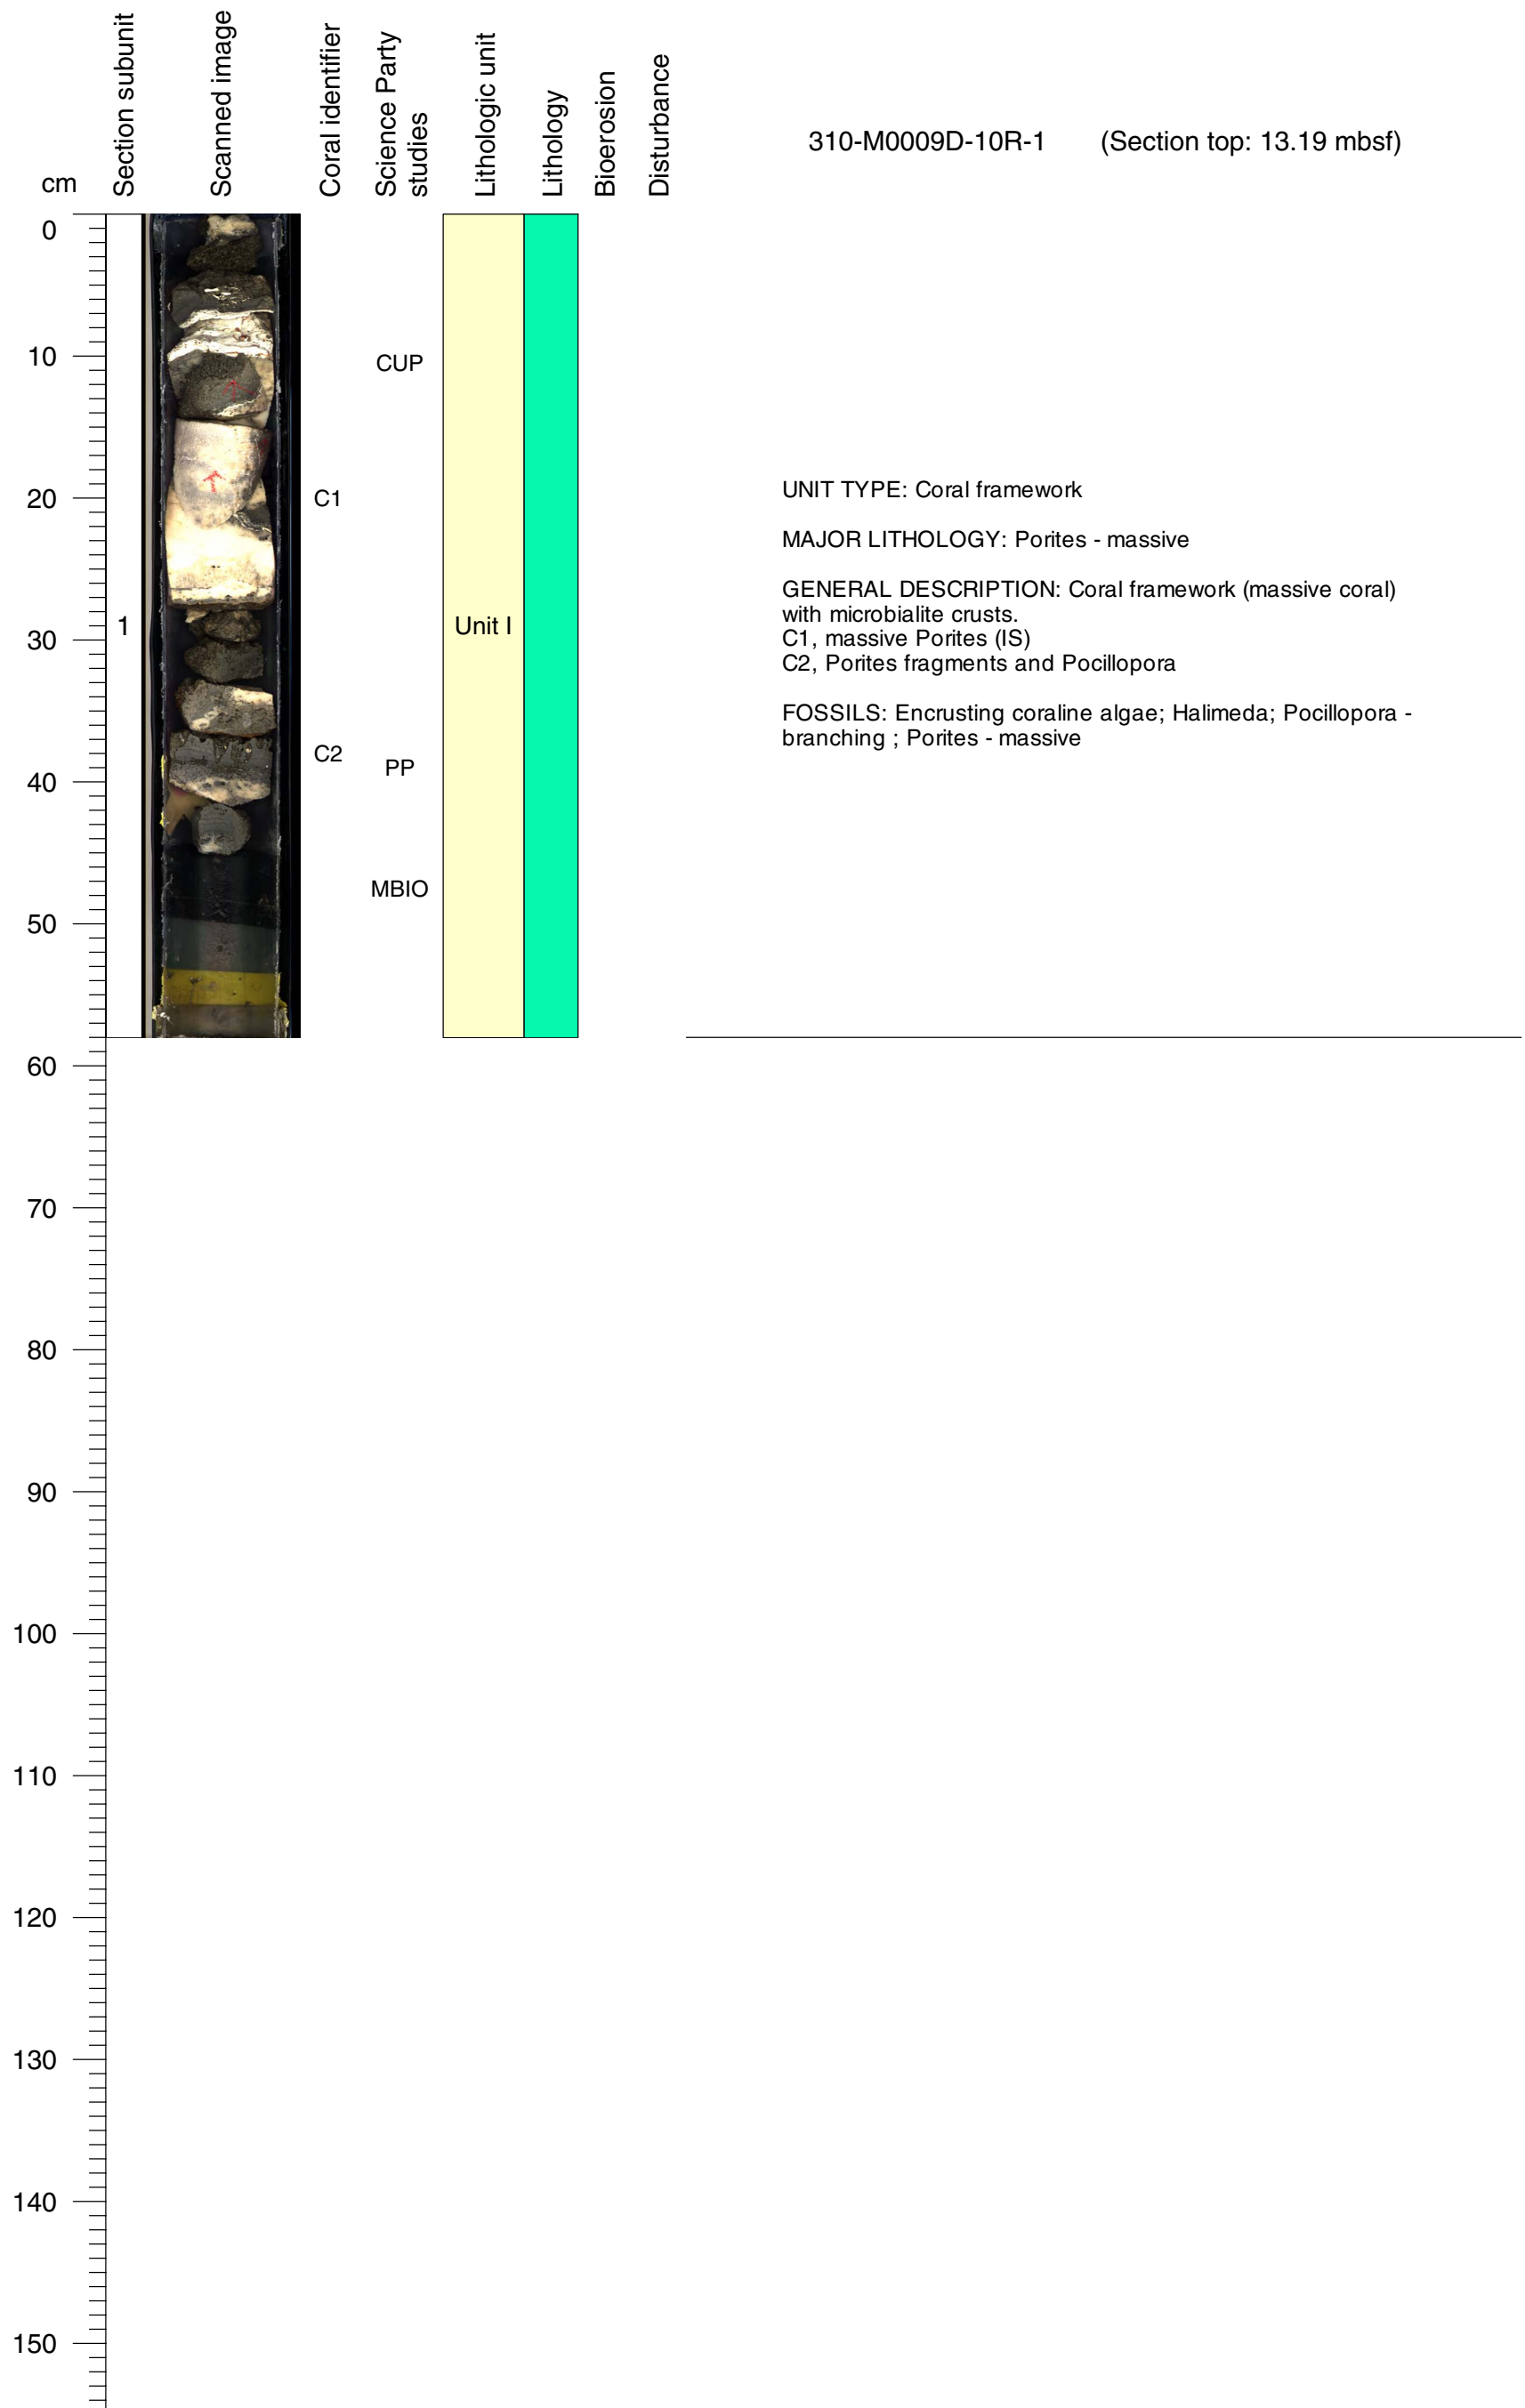 Section subunit
Scanned image
Coral identifier
Science Party
studies
Lithologic unit
Lithology
Bioerosion
Disturbance
cm
310-M0009D-10R-1 (Section top: 13.19 mbsf)
0
10
CUP
20
C1
UNIT TYPE: Coral framework
MAJOR LITHOLOGY: Porites - massive
GENERAL DESCRIPTION: Coral framework (massive coral)
with microbialite crusts.
C1, massive Porites (IS)
C2, Porites fragments and Pocillopora
FOSSILS: Encrusting coraline algae; Halimeda; Pocillopora -
branching ; Porites - massive
1
Unit I
30
C2
PP
40
MBIO
50
60
70
80
90
100
110
120
130
140
150